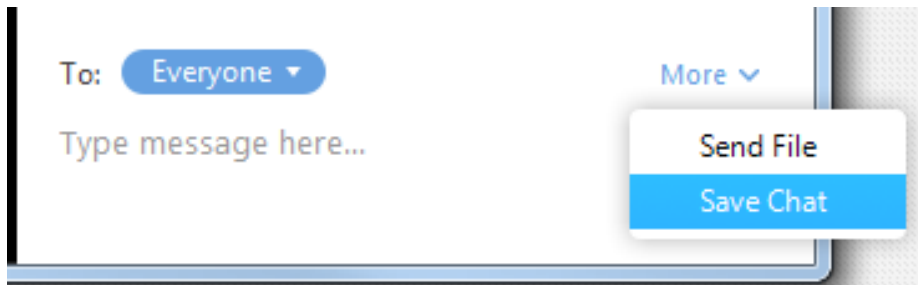 To: Everyone More
Type message here...
Send File
Save Chat